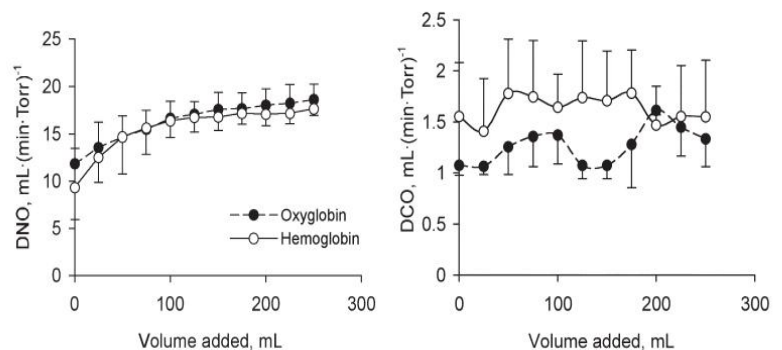 25
20
15
10
5
0
DNO, mL·(min·Torr)⁻¹
Oxyglobin
Hemoglobin
0 100 200 300
Volume added, mL
2.5
2
1.5
1
0.5
0
DCO, mL·(min·Torr)⁻¹
0 100 200 300
Volume added, mL